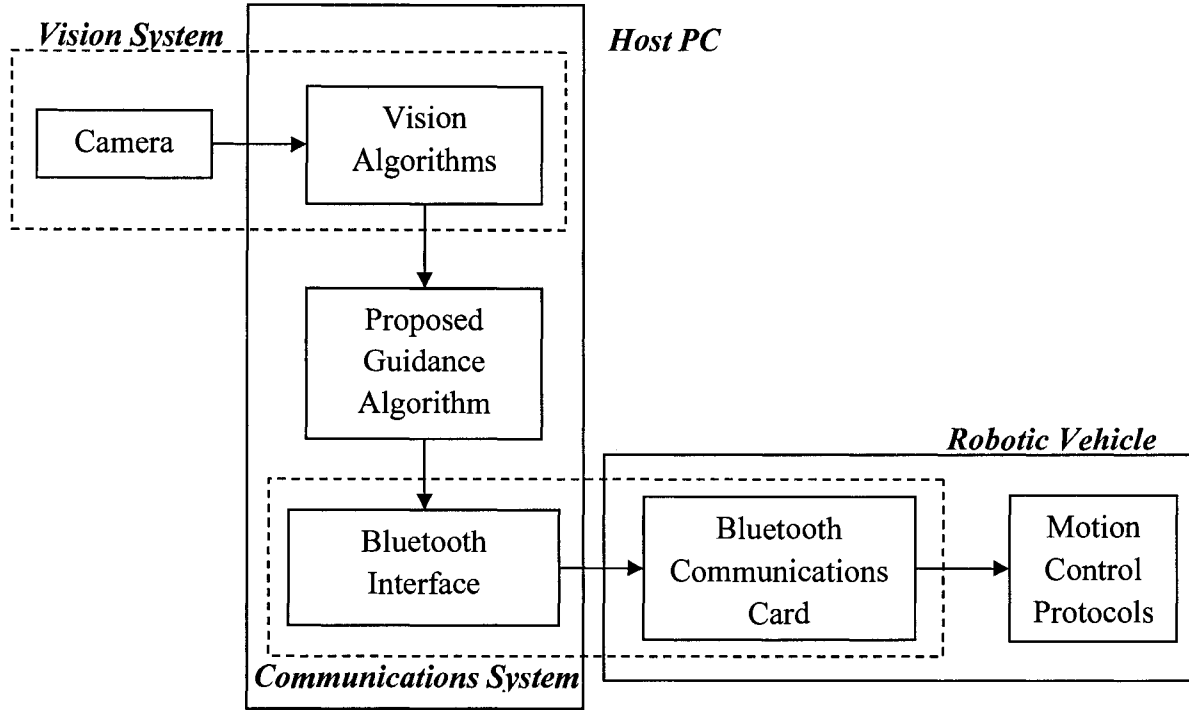 Vision System
Host PC
Camera
Vision
Algorithms
Proposed
Guidance
Algorithm
Robotic Vehicle
Bluetooth
Interface
Bluetooth
Communications
Card
Motion
Control
Protocols
Communications System